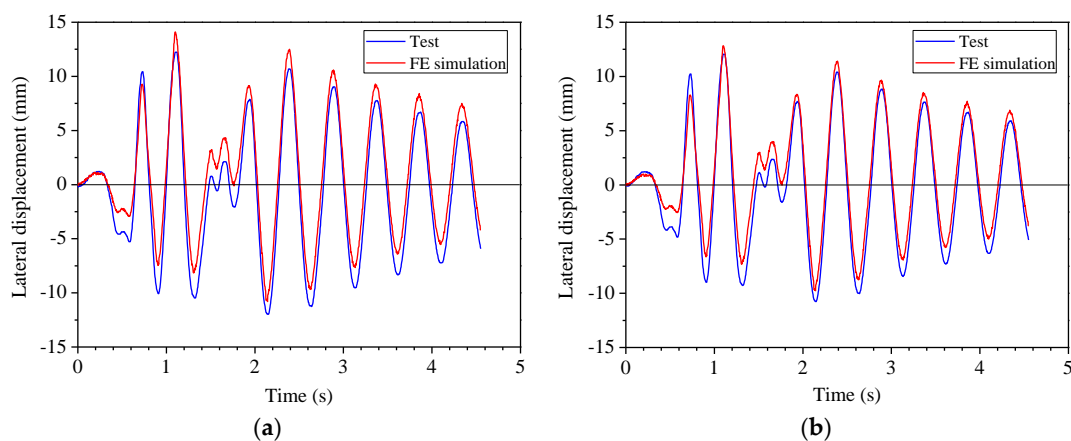 15
10
5
0
-5
-10
-15
Lateral displacement (mm)
Test
FE simulation
0
1
2
3
4
5
Time (s)
(a)
15
10
5
0
-5
-10
-15
Lateral displacement (mm)
Test
FE simulation
0
1
2
3
4
5
Time (s)
(b)